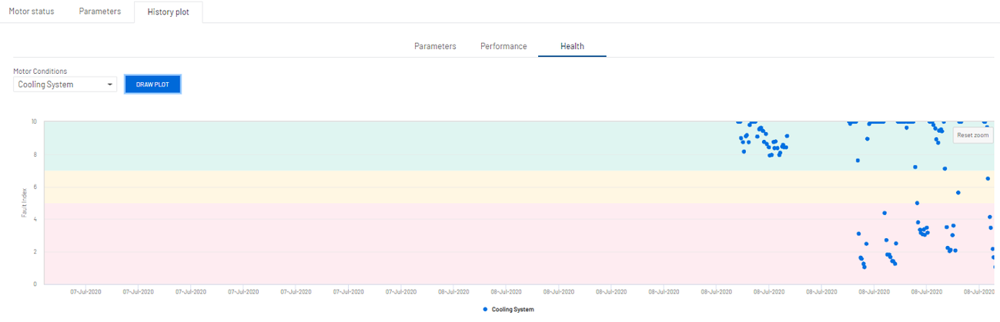 Motor status Parameters History plot
Parameters Performance Health
Motor Conditions
Cooling System DRAW PLOT
10
Reset zoom
8
6
Fault Index
4
2
0
07-Jul-2020 07-Jul-2020 07-Jul-2020 07-Jul-2020 07-Jul-2020 07-Jul-2020 07-Jul-2020 08-Jul-2020 08-Jul-2020 08-Jul-2020 08-Jul-2020 08-Jul-2020 08-Jul-2020 08-Jul-2020 08-Jul-2020 08-Jul-2020 08-Jul-2020 08-Jul-2020
Cooling System